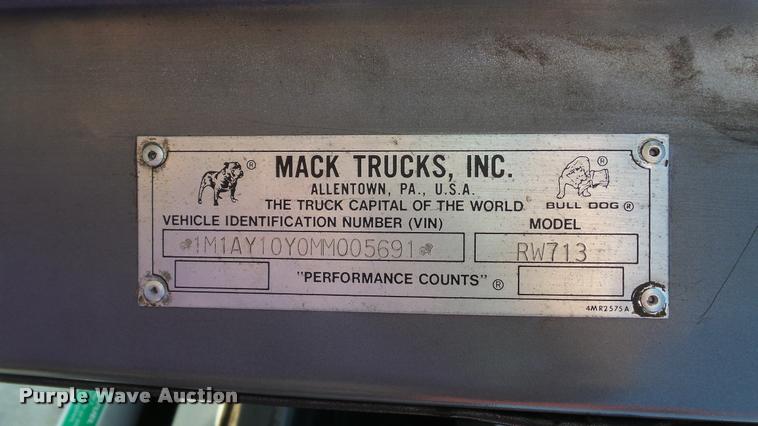 MACK TRUCKS, INC.
ALLENTOWN, PA., U.S.A.
THE TRUCK CAPITAL OF THE WORLD
® ®
BULL DOG ®
VEHICLE IDENTIFICATION NUMBER (VIN) MODEL
1M1AY10Y0MM005691 RW713
"PERFORMANCE COUNTS" ®
4MR2575A
Purple Wave Auction